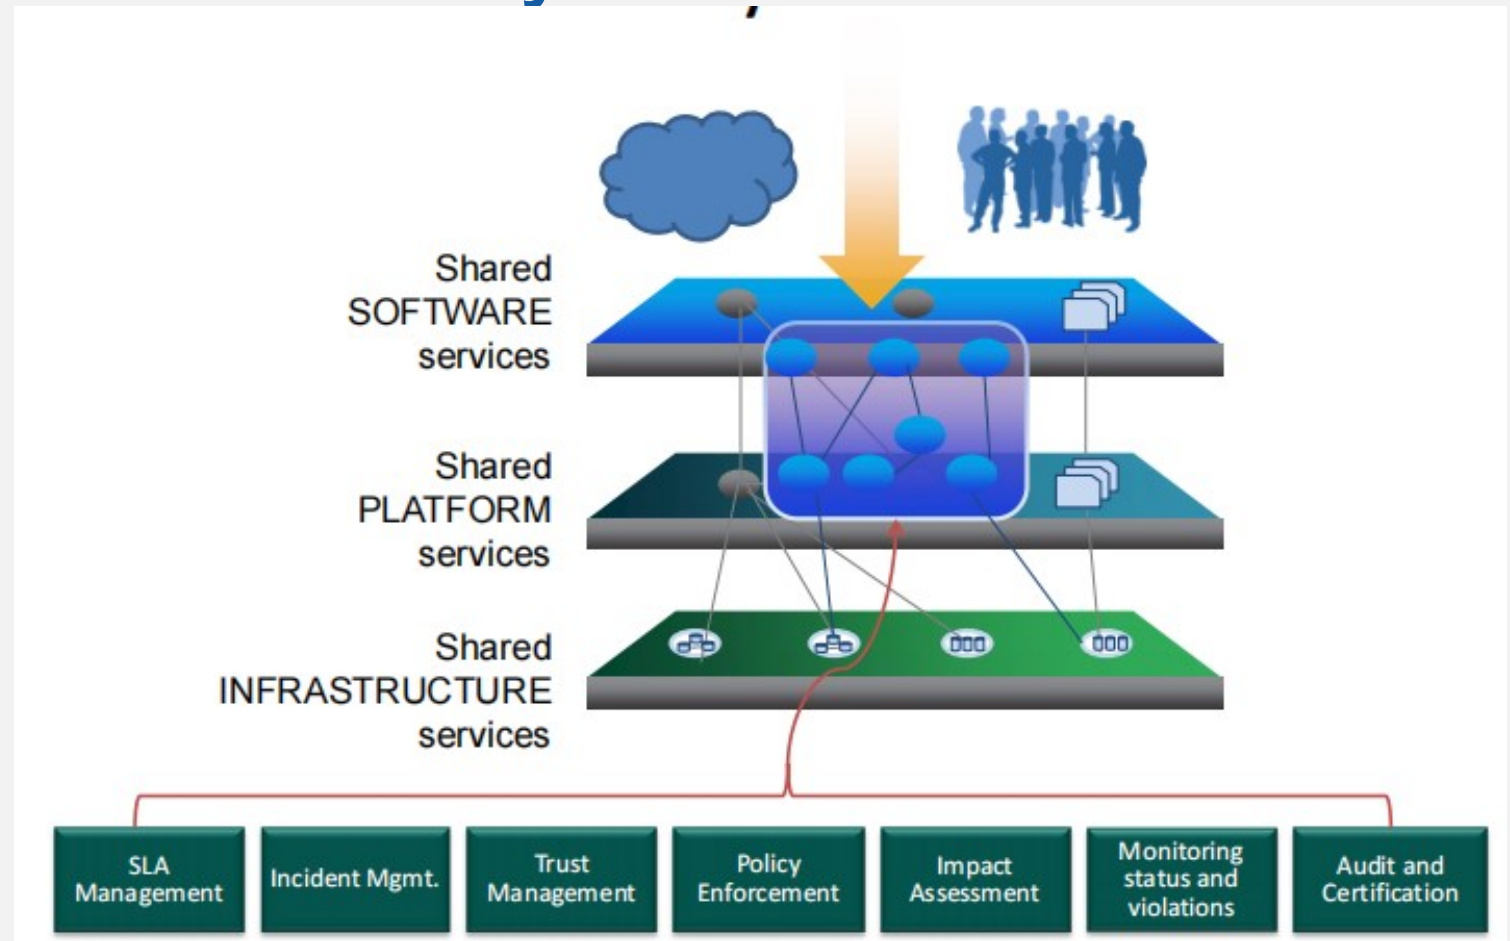 Shared
SOFTWARE
services
Shared
PLATFORM
services
Shared
INFRASTRUCTURE
services
SLA
Management
Incident Mgmt.
Trust
Management
Policy
Enforcement
Impact
Assessment
Monitoring
status and
violations
Audit and
Certification